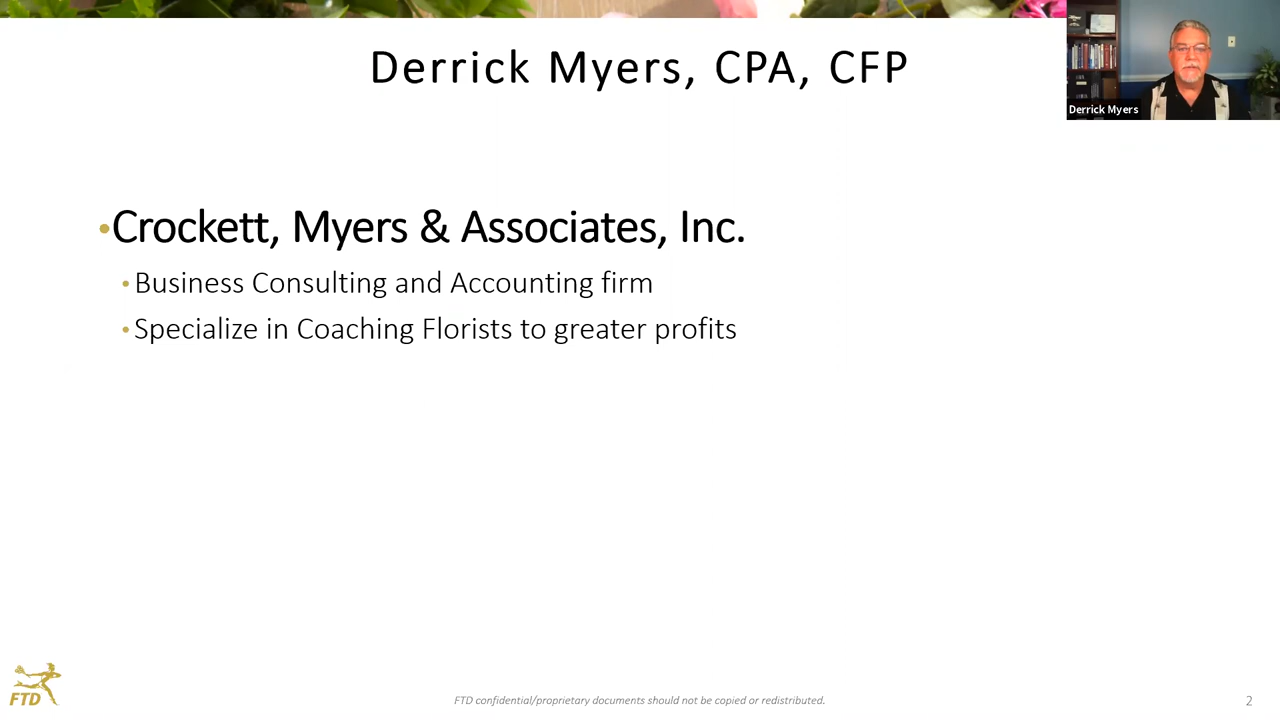 Derrick Myers, CPA, CFP
Derrick Myers
•Crockett, Myers & Associates, Inc.
•Business Consulting and Accounting firm
•Specialize in Coaching Florists to greater profits
FTD
FTD confidential/proprietary documents should not be copied or redistributed.
2